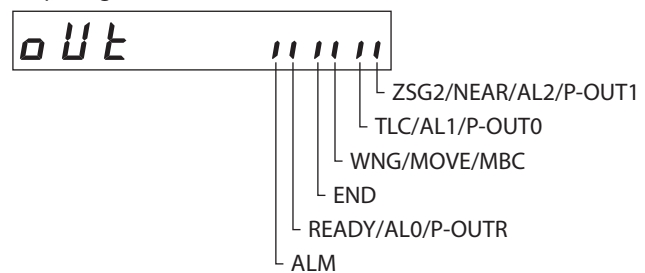 oUt
ZSG2/NEAR/AL2/P-OUT1
TLC/AL1/P-OUT0
WNG/MOVE/MBC
END
READY/AL0/P-OUTR
ALM